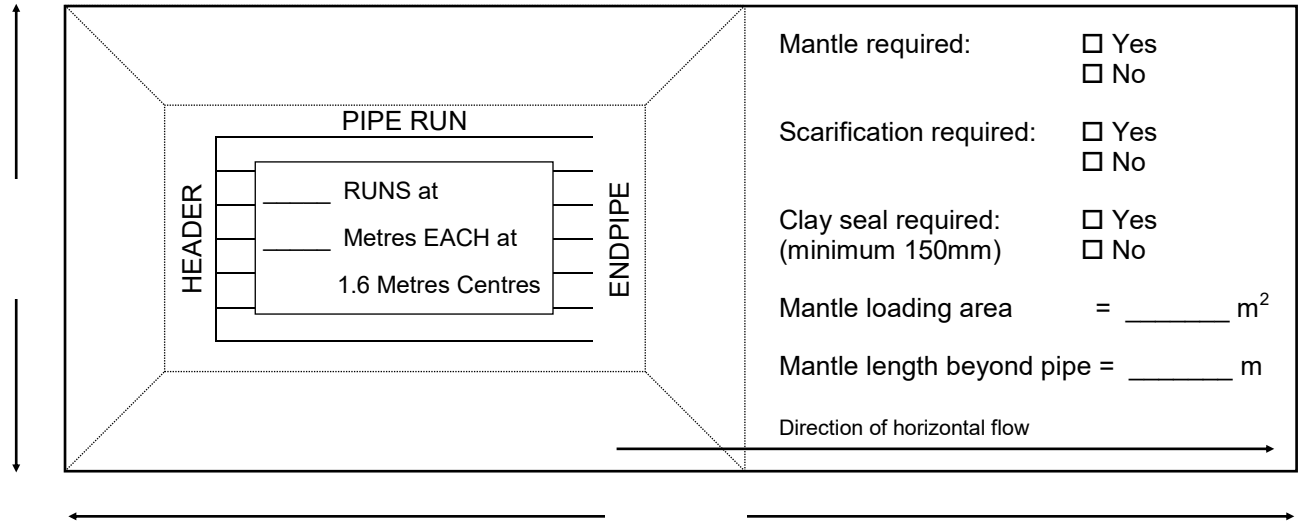 PIPE RUN
HEADER
______ RUNS at
______ Metres EACH at
1.6 Metres Centres
ENDPIPE
Mantle required: ☐ Yes
☐ No
Scarification required: ☐ Yes
☐ No
Clay seal required: ☐ Yes
(minimum 150mm) ☐ No
Mantle loading area = _______ m²
Mantle length beyond pipe = _______ m
Direction of horizontal flow